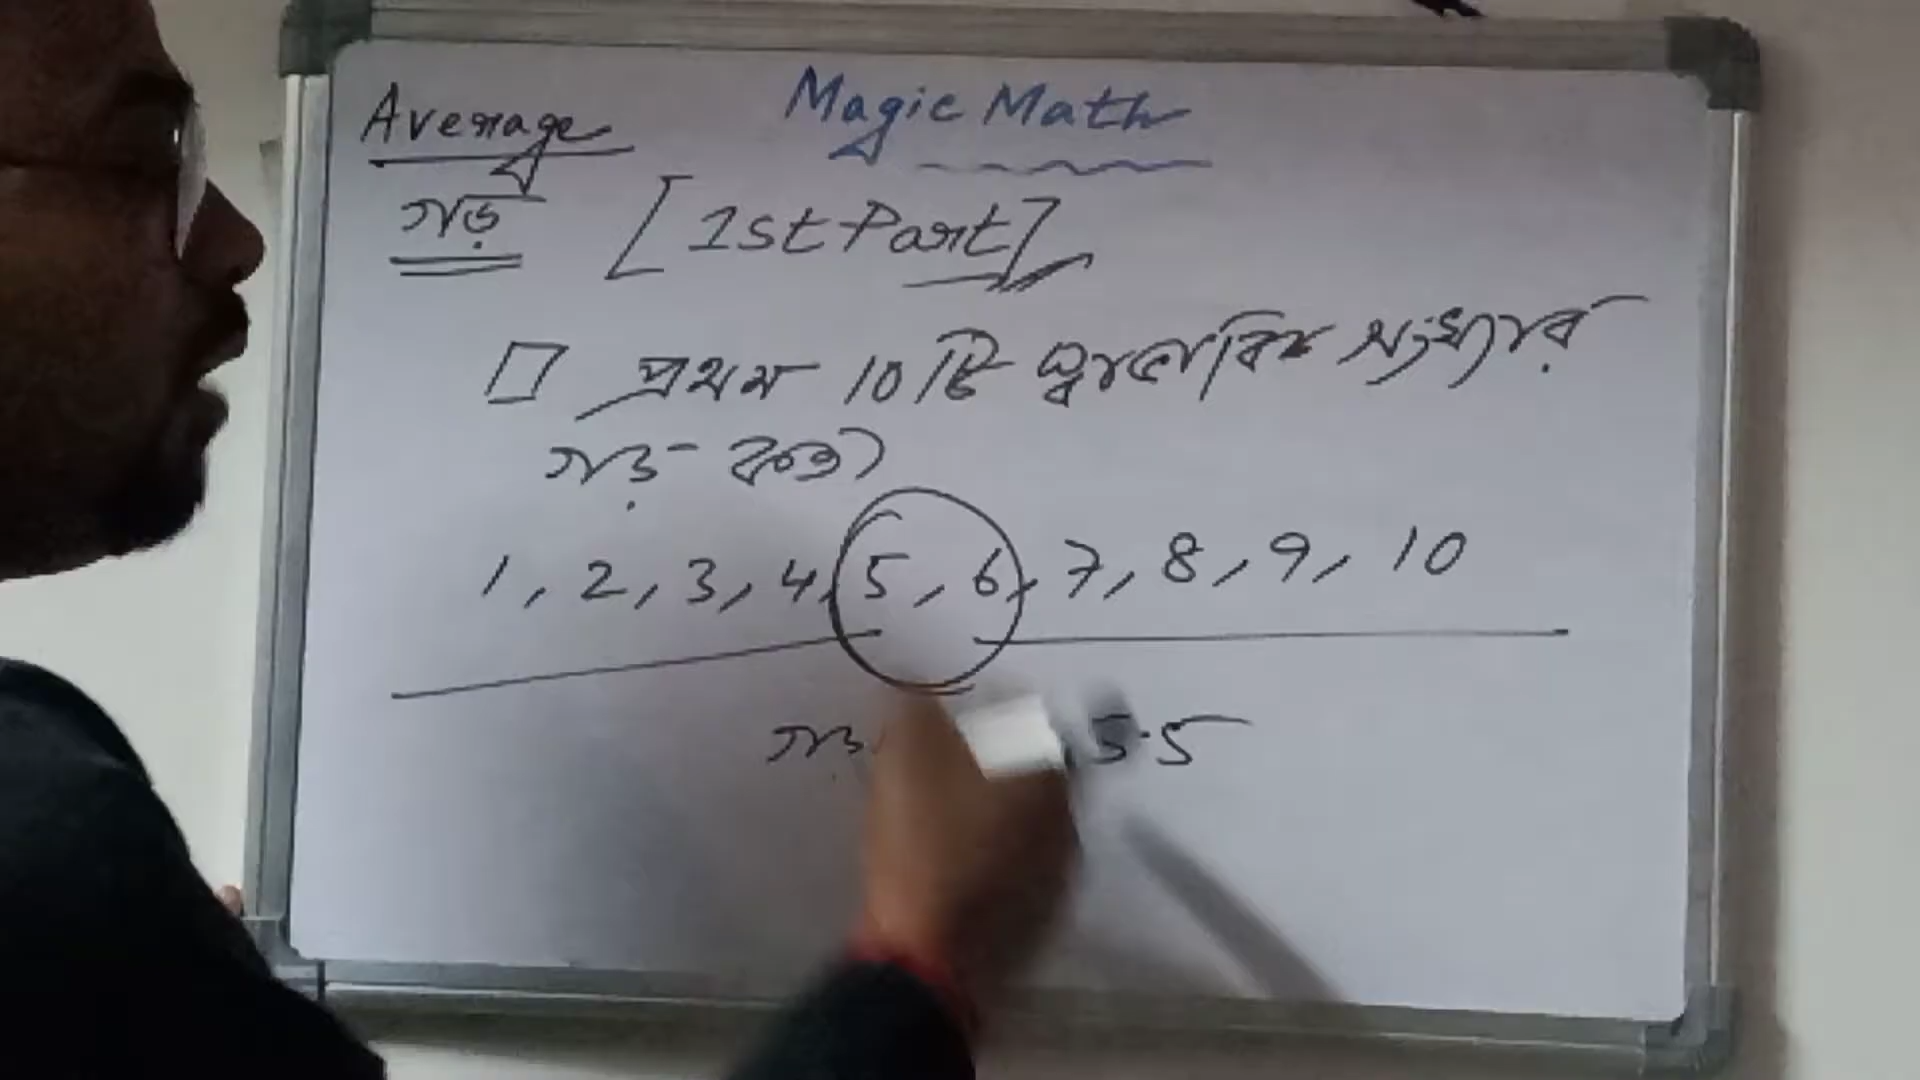 Average Magic Math
গড় [1st Part]
প্রথম 10 টি স্বাভাবিক সংখ্যার
গড় কত?
1, 2, 3, 4, 5, 6, 7, 8, 9, 10
গড় 5.5